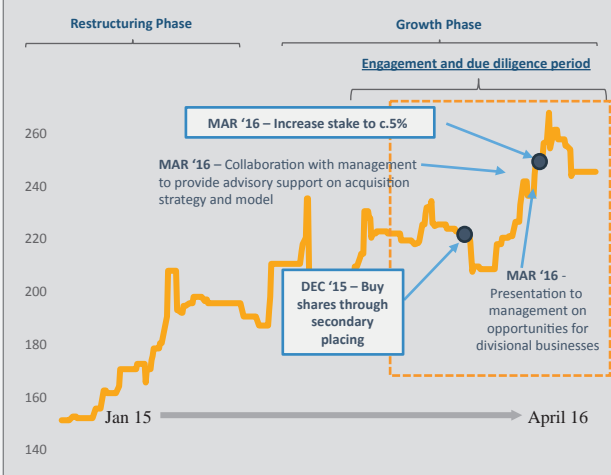 Restructuring Phase
Growth Phase
Engagement and due diligence period
260
240
220
200
180
160
140
MAR ‘16 – Increase stake to c.5%
MAR ‘16 – Collaboration with management
to provide advisory support on acquisition
strategy and model
DEC ‘15 – Buy
shares through
secondary
placing
MAR ‘16 -
Presentation to
management on
opportunities for
divisional businesses
Jan 15
April 16